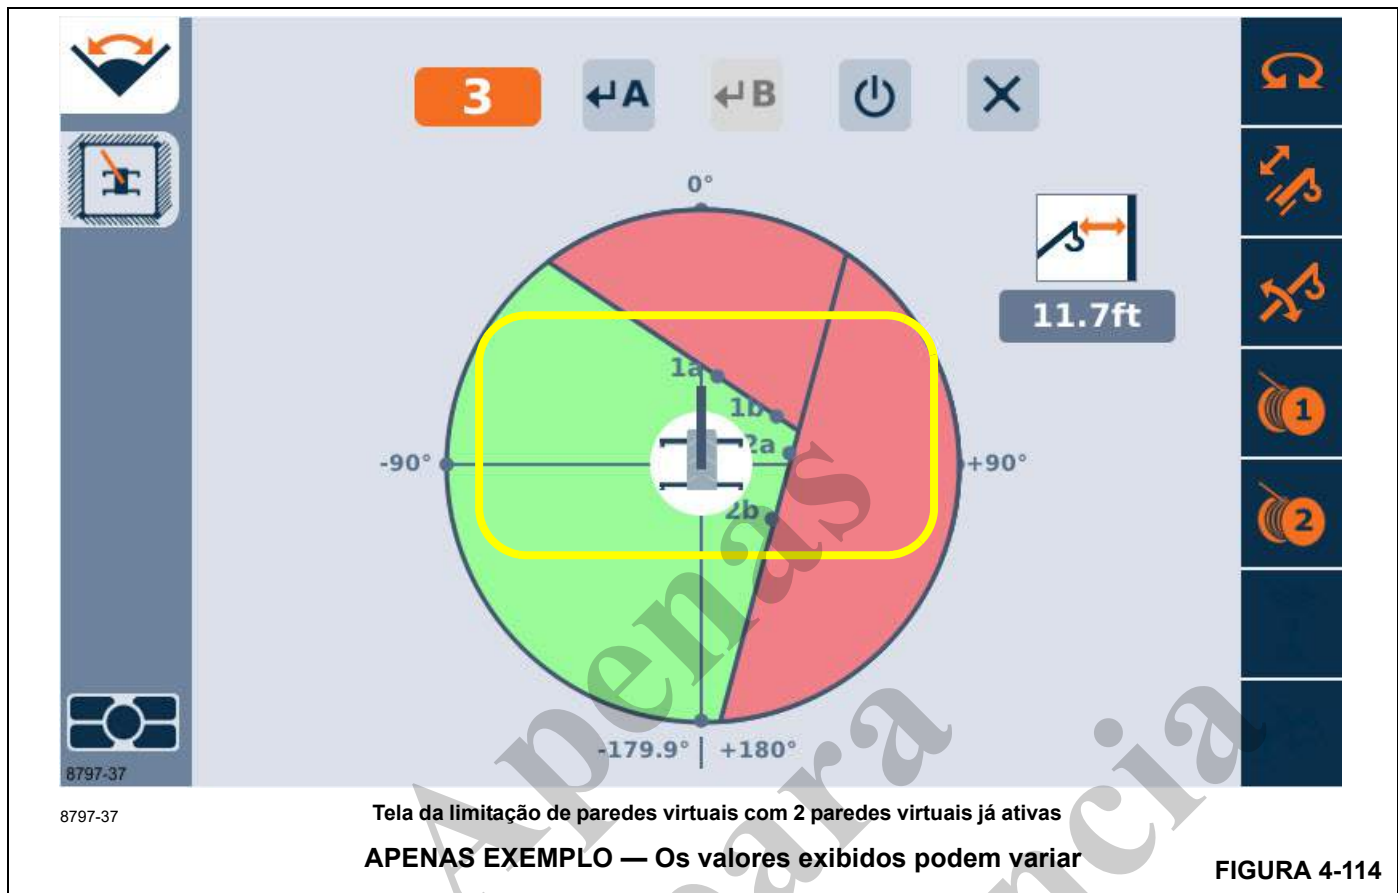 3 ↵A ↵B
0°
11.7ft
1a
1b
2a
-90° +90°
2b
1
2
-179.9° | +180°
8797-37
8797-37
Tela da limitação de paredes virtuais com 2 paredes virtuais já ativas
APENAS EXEMPLO — Os valores exibidos podem variar
FIGURA 4-114
Apenas
para